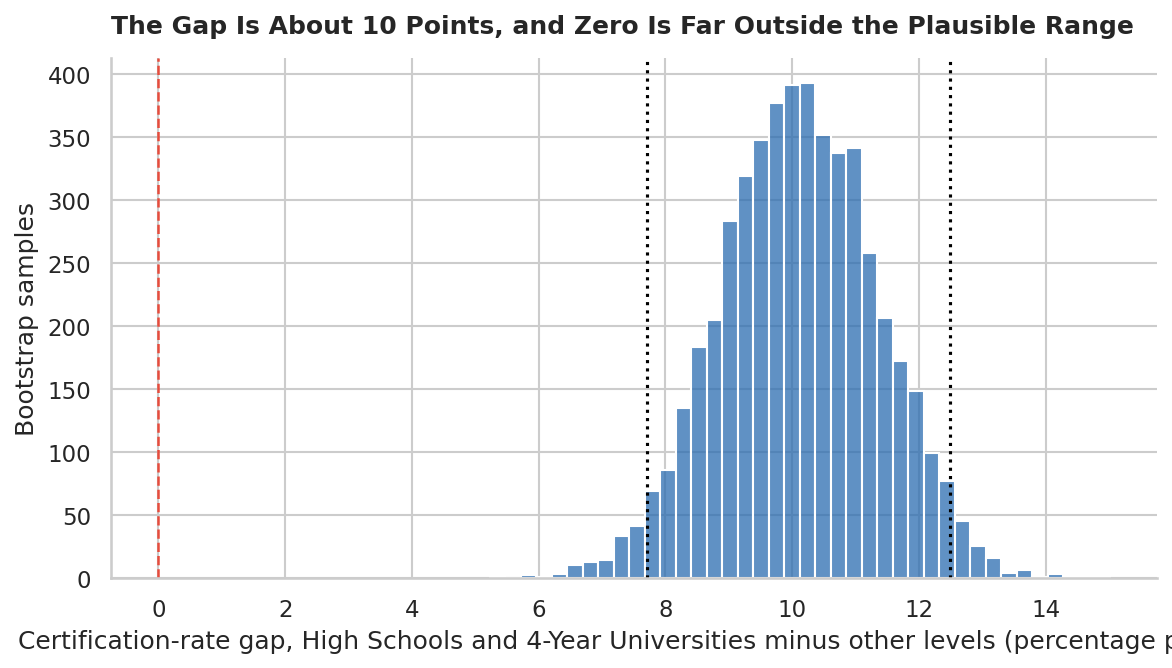 The Gap Is About 10 Points, and Zero Is Far Outside the Plausible Range
400
350
300
250
200
150
100
50
0
Bootstrap samples
0 2 4 6 8 10 12 14
Certification-rate gap, High Schools and 4-Year Universities minus other levels (percentage